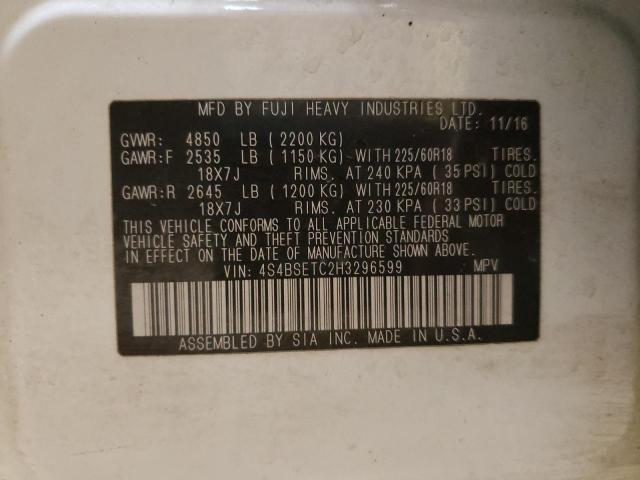 MFD BY FUJI HEAVY INDUSTRIES LTD.
DATE: 11/16
GVWR: 4850 LB (2200 KG)
GAWR:F 2535 LB (1150 KG) WITH 225/60R18 TIRES.
18X7J RIMS. AT 240 KPA (35 PSI) COLD
GAWR:R 2645 LB (1200 KG) WITH 225/60R18 TIRES.
18X7J RIMS. AT 230 KPA (33 PSI) COLD
THIS VEHICLE CONFORMS TO ALL APPLICABLE FEDERAL MOTOR
VEHICLE SAFETY AND THEFT PREVENTION STANDARDS
IN EFFECT ON THE DATE OF MANUFACTURE SHOWN ABOVE.
VIN: 4S4BSETC2H3296599 MPV
ASSEMBLED BY SIA INC. MADE IN U.S.A.